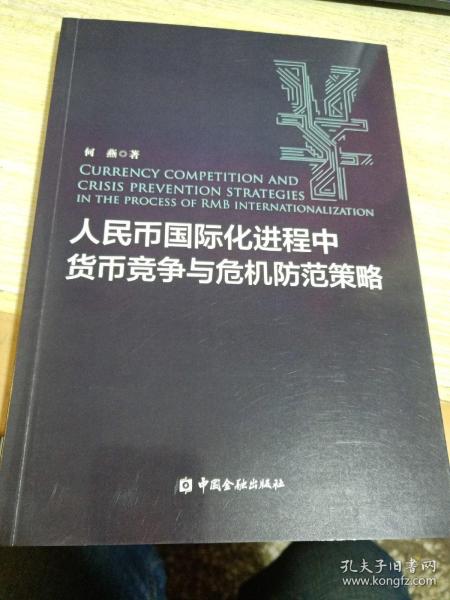 何 燕◎著
CURRENCY COMPETITION AND
CRISIS PREVENTION STRATEGIES
IN THE PROCESS OF RMB INTERNATIONALIZATION
人民币国际化进程中
货币竞争与危机防范策略
中国金融出版社
孔夫子旧书网
www.kongfz.com